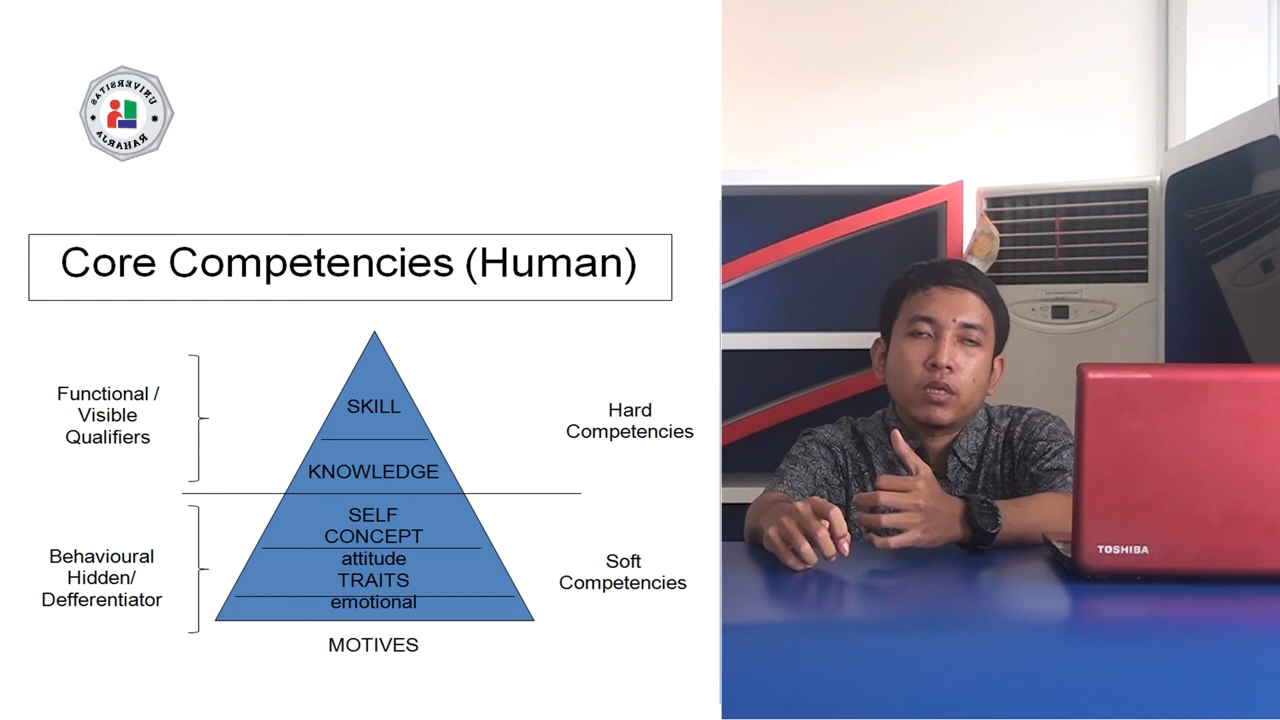 UNIVERSITAS
RAHARJA
Core Competencies (Human)
Functional /
Visible
Qualifiers
SKILL
KNOWLEDGE
Hard
Competencies
Behavioural
Hidden/
Defferentiator
SELF
CONCEPT
attitude
TRAITS
emotional
MOTIVES
Soft
Competencies
TOSHIBA